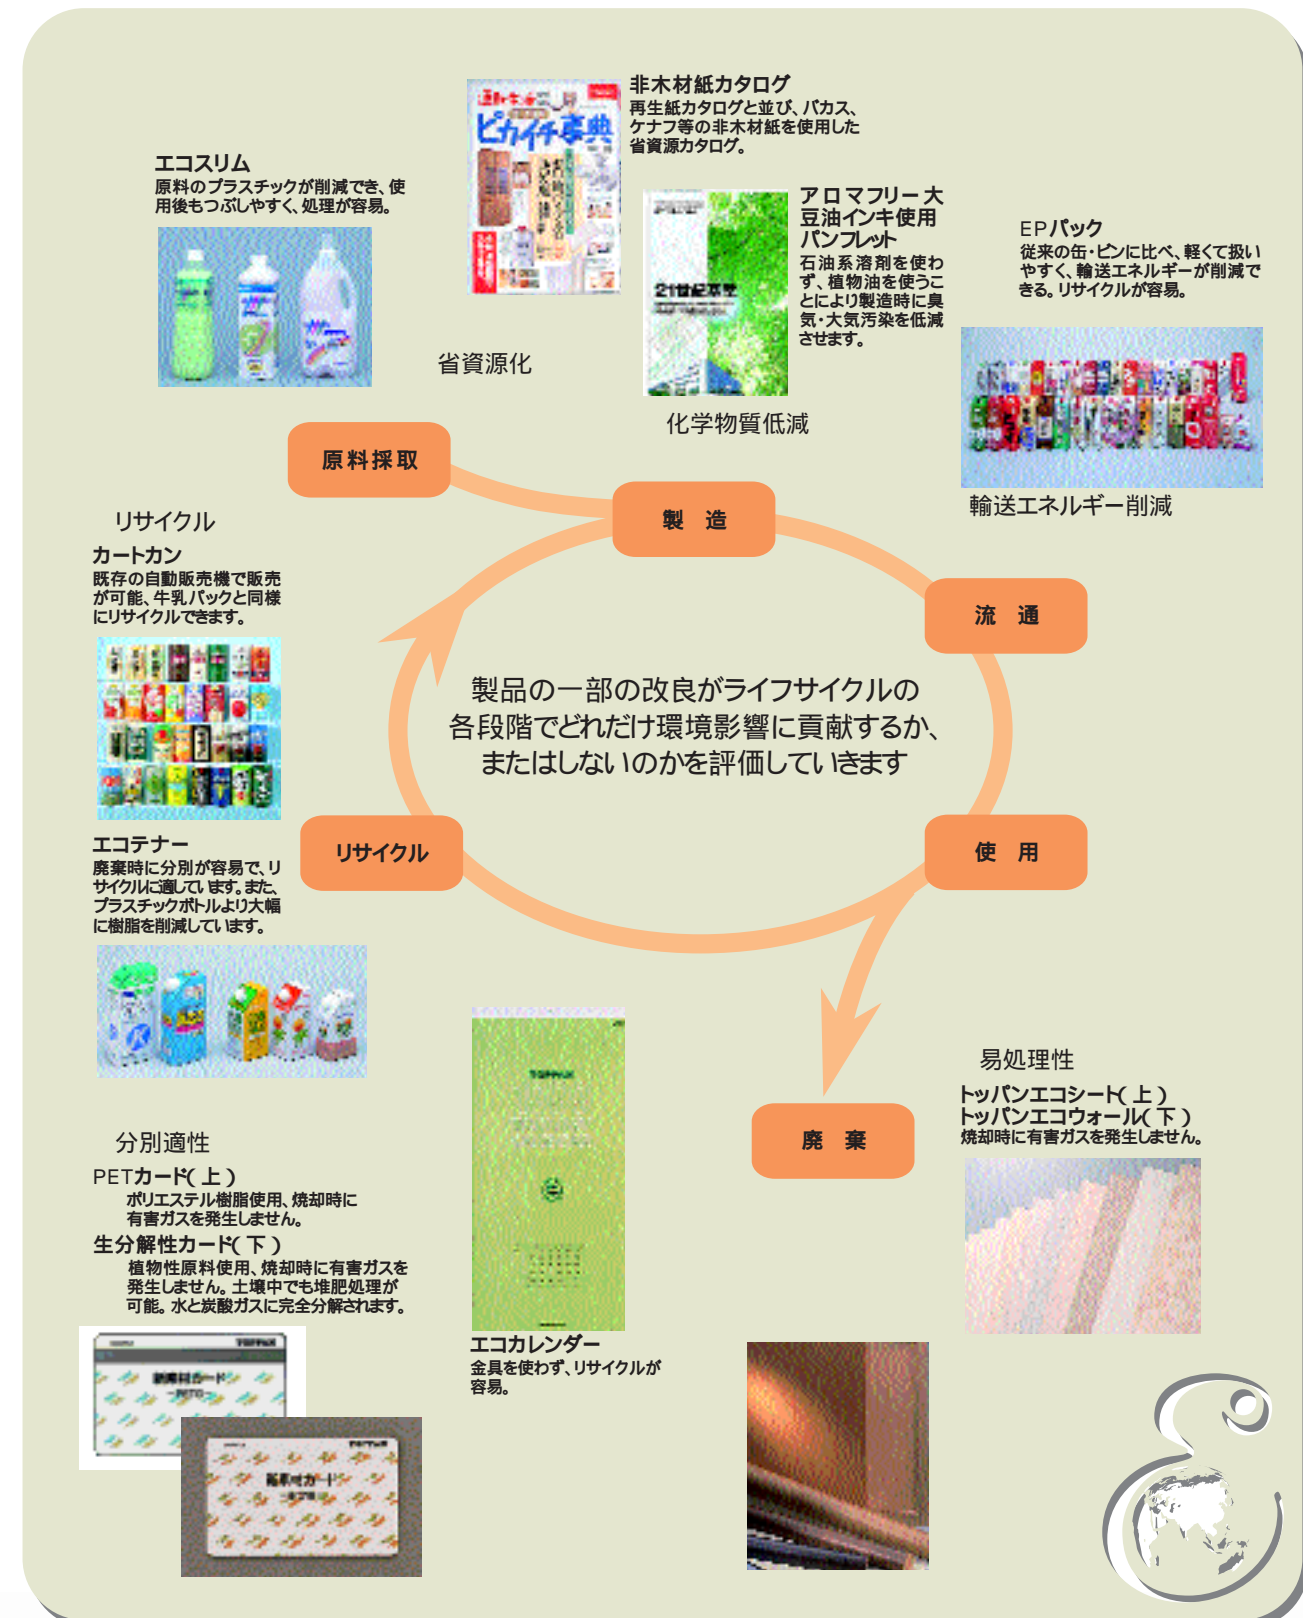 非木材紙カタログ
再生紙カタログと並び、バカス、
ケナフ等の非木材紙を使用した
省資源カタログ。
ピカイチ事典
エコスリム
原料のプラスチックが削減でき、使
用後もつぶしやすく、処理が容易。
アロマフリー大
豆油インキ使用
パンフレット
石油系溶剤を使わ
ず、植物油を使うこ
とにより製造時に臭
気・大気汚染を低減
させます。
EPパック
従来の缶・ビンに比べ、軽くて扱い
やすく、輸送エネルギーが削減で
きる。リサイクルが容易。
省資源化
化学物質低減
輸送エネルギー削減
原料採取
製 造
流 通
使 用
リサイクル
廃 棄
製品の一部の改良がライフサイクルの
各段階でどれだけ環境影響に貢献するか、
またはしないのかを評価していきます
リサイクル
カートカン
既存の自動販売機で販売
が可能、牛乳パックと同様
にリサイクルできます。
エコテナー
廃棄時に分別が容易で、リ
サイクルに適しています。また、
プラスチックボトルより大幅
に樹脂を削減しています。
分別適性
PETカード(上)
ポリエステル樹脂使用、焼却時に
有害ガスを発生しません。
生分解性カード(下)
植物性原料使用、焼却時に有害ガスを
発生しません。土壌中でも堆肥処理が
可能。水と炭酸ガスに完全分解されます。
TOPPAN
エコカレンダー
金具を使わず、リサイクルが
容易。
易処理性
トッパンエコシート(上)
トッパンエコウォール(下)
焼却時に有害ガスを発生しません。